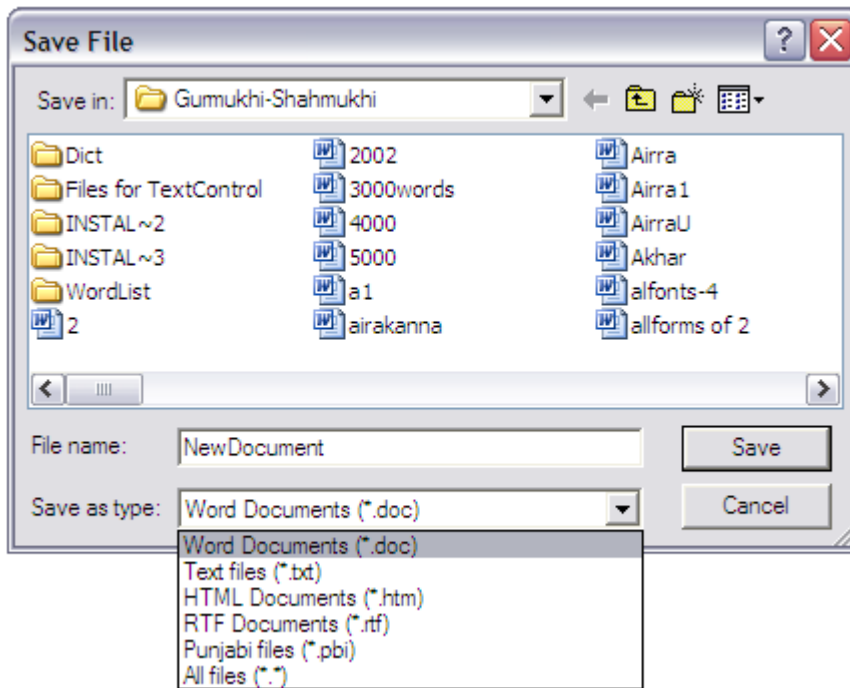 Save File
Save in: Gurmukhi-Shahmukhi
Dict
Files for TextControl
INSTAL~2
INSTAL~3
WordList
2
2002
3000words
4000
5000
a1
airakanna
Airra
Airra1
AirraU
Akhar
alfonts-4
allforms of 2
File name: NewDocument
Save
Save as type: Word Documents (*.doc)
Cancel
Word Documents (*.doc)
Text files (*.txt)
HTML Documents (*.htm)
RTF Documents (*.rtf)
Punjabi files (*.pbi)
All files (*.*)